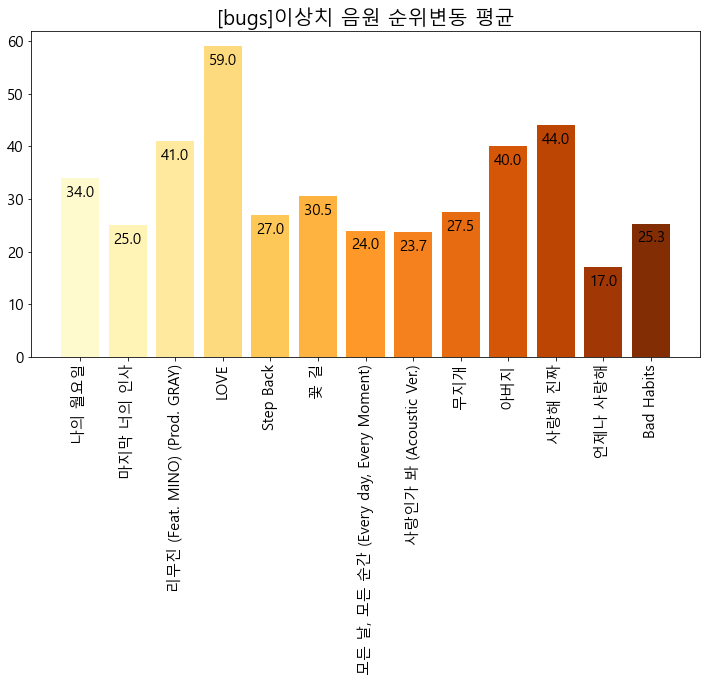 [bugs]이상치 음원 순위변동 평균
60
50
40
30
20
10
0
34.0
25.0
41.0
59.0
27.0
30.5
24.0
23.7
27.5
40.0
44.0
17.0
25.3
나의 월요일
마지막 너의 인사
리무진 (Feat. MINO) (Prod. GRAY)
LOVE
Step Back
꽃 길
모든 날, 모든 순간 (Every day, Every Moment)
사랑인가 봐 (Acoustic Ver.)
무지개
아버지
사랑해 진짜
언제나 사랑해
Bad Habits